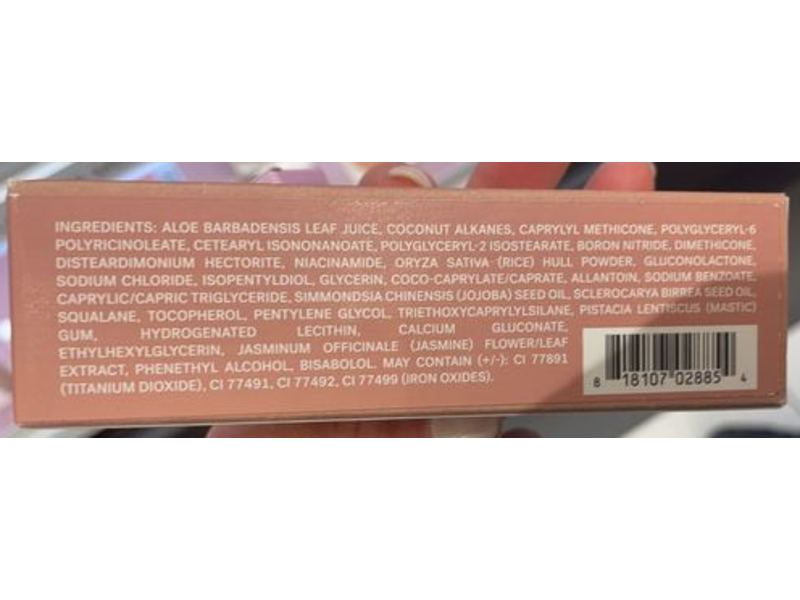 INGREDIENTS: ALOE BARBADENSIS LEAF JUICE, COCONUT ALKANES, CAPRYLYL METHICONE, POLYGLYCERYL-6
POLYRICINOLEATE, CETEARYL ISONONANOATE, POLYGLYCERYL-2 ISOSTEARATE, BORON NITRIDE, DIMETHICONE,
DISTEARDIMONIUM HECTORITE, NIACINAMIDE, ORYZA SATIVA (RICE) HULL POWDER, GLUCONOLACTONE,
SODIUM CHLORIDE, ISOPENTYLDIOL, GLYCERIN, COCO-CAPRYLATE/CAPRATE, ALLANTOIN, SODIUM BENZOATE,
CAPRYLIC/CAPRIC TRIGLYCERIDE, SIMMONDSIA CHINENSIS (JOJOBA) SEED OIL, SCLEROCARYA BIRREA SEED OIL,
SQUALANE, TOCOPHEROL, PENTYLENE GLYCOL, TRIETHOXYCAPRYLYLSILANE, PISTACIA LENTISCUS (MASTIC)
GUM, HYDROGENATED LECITHIN, CALCIUM GLUCONATE,
ETHYLHEXYLGLYCERIN, JASMINUM OFFICINALE (JASMINE) FLOWER/LEAF
EXTRACT, PHENETHYL ALCOHOL, BISABOLOL. MAY CONTAIN (+/-): CI 77891
(TITANIUM DIOXIDE), CI 77491, CI 77492, CI 77499 (IRON OXIDES).
8 18107 02885 4